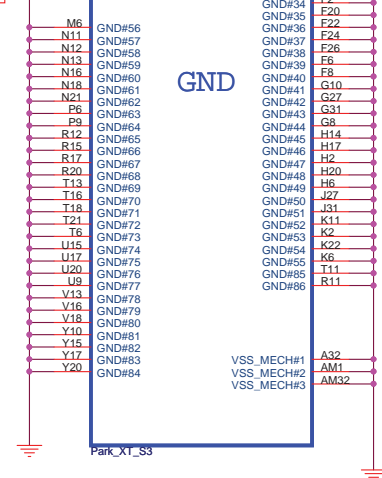 GND#34
GND#35 F20
M6 GND#56 GND#36 F22
N11 GND#57 GND#37 F24
N12 GND#58 GND#38 F26
N13 GND#59 GND#39 F6
N16 GND#60 GND#40 F8
N18 GND#61 GND#41 G10
N21 GND#62 GND#42 G27
P6 GND#63 GND#43 G31
P9 GND#64 GND#44 G8
R12 GND#65 GND#45 H14
R15 GND#66 GND#46 H17
R17 GND#67 GND#47 H2
R20 GND#68 GND#48 H20
T13 GND#69 GND#49 H6
T16 GND#70 GND#50 J27
T18 GND#71 GND#51 J31
T21 GND#72 GND#52 K11
T6 GND#73 GND#53 K2
U15 GND#74 GND#54 K22
U17 GND#75 GND#55 K6
U20 GND#76 GND#85 T11
U9 GND#77 GND#86 R11
V13 GND#78
V16 GND#79
V18 GND#80
Y10 GND#81
Y15 GND#82
Y17 GND#83 VSS_MECH#1 A32
Y20 GND#84 VSS_MECH#2 AM1
VSS_MECH#3 AM32
GND
Park_XT_S3